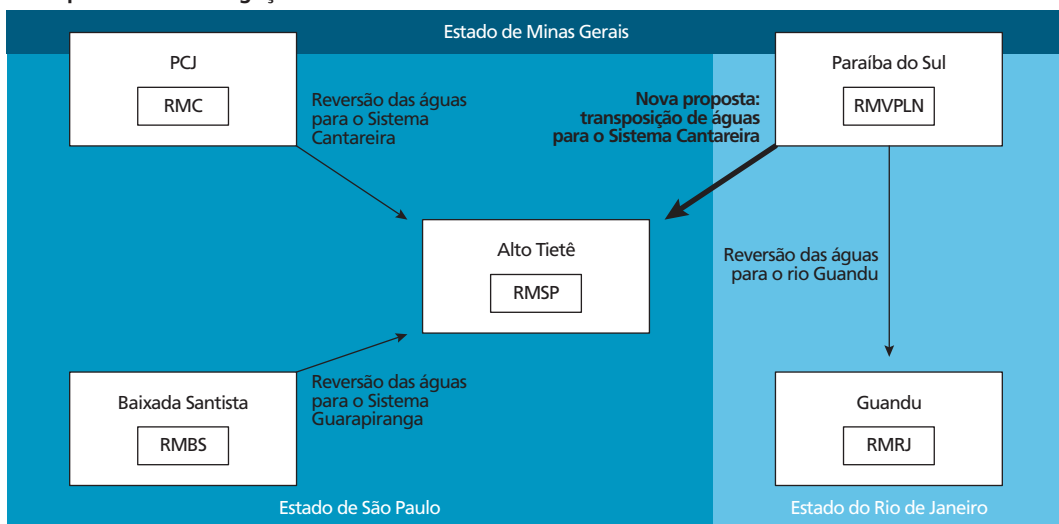 Estado de Minas Gerais
PCJ
RMC
Reversão das águas
para o Sistema
Cantareira
Nova proposta:
transposição de águas
para o Sistema Cantareira
Paraíba do Sul
RMVPLN
Alto Tietê
RMSP
Reversão das águas
para o rio Guandu
Baixada Santista
RMBS
Reversão das águas
para o Sistema
Guarapiranga
Guandu
RMRJ
Estado de São Paulo
Estado do Rio de Janeiro